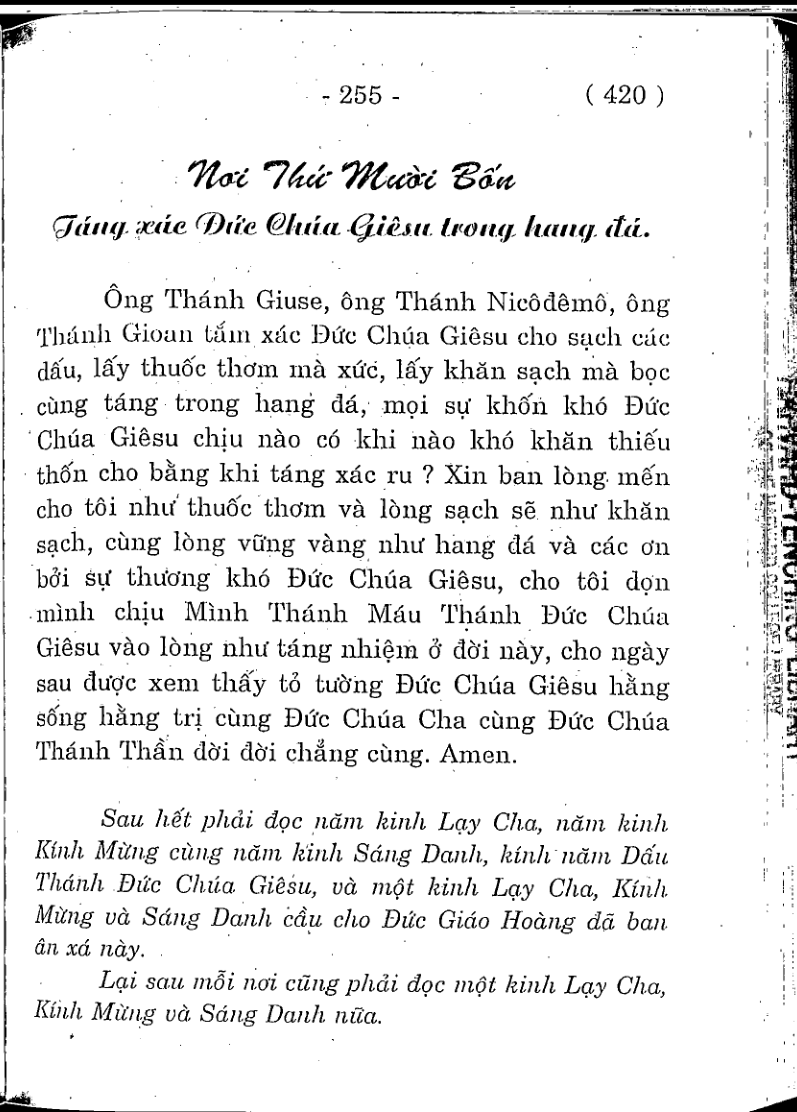 - 255 - ( 420 )
Nơi Thứ Mười Bốn
Táng xác Đức Chúa Giêsu trong hang đá.
Ông Thánh Giuse, ông Thánh Nicôđêmô, ông
Thánh Gioan tắm xác Đức Chúa Giêsu cho sạch các
dấu, lấy thuốc thơm mà xức, lấy khăn sạch mà bọc
cùng táng trong hang đá, mọi sự khốn khó Đức
Chúa Giêsu chịu nào có khi nào khó khăn thiếu
thốn cho bằng khi táng xác ru ? Xin ban lòng mến
cho tôi như thuốc thơm và lòng sạch sẽ như khăn
sạch, cùng lòng vững vàng như hang đá và các ơn
bởi sự thương khó Đức Chúa Giêsu, cho tôi dọn
mình chịu Mình Thánh Máu Thánh Đức Chúa
Giêsu vào lòng như táng nhiệm ở đời này, cho ngày
sau được xem thấy tỏ tường Đức Chúa Giêsu hằng
sống hằng trị cùng Đức Chúa Cha cùng Đức Chúa
Thánh Thần đời đời chẳng cùng. Amen.
Sau hết phải đọc năm kinh Lạy Cha, năm kinh
Kính Mừng cùng năm kinh Sáng Danh, kính năm Dấu
Thánh Đức Chúa Giêsu, và một kinh Lạy Cha, Kính
Mừng và Sáng Danh cầu cho Đức Giáo Hoàng đã ban
ân xá này.
Lại sau mỗi nơi cũng phải đọc một kinh Lạy Cha,
Kính Mừng và Sáng Danh nữa.